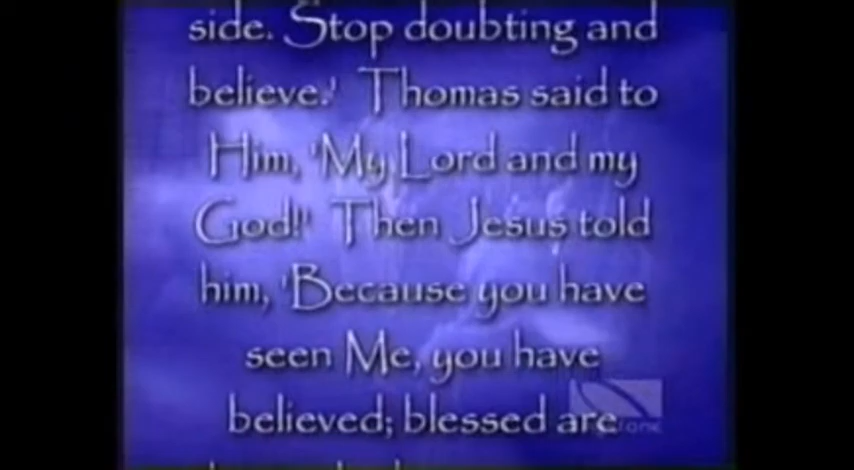 side. Stop doubting and
believe.' Thomas said to
Him, 'My Lord and my
God!' Then Jesus told
him, 'Because you have
seen Me, you have
believed; blessed are